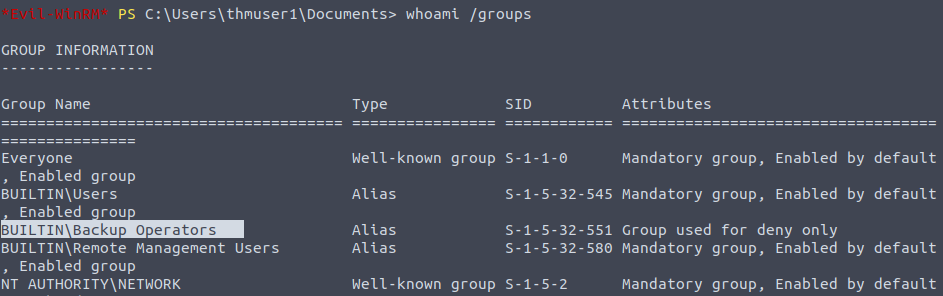 *Evil-WinRM* PS C:\Users\thmuser1\Documents> whoami /groups
GROUP INFORMATION
-----------------
Group Name                             Type             SID          Attributes
====================================== ================ ============ ===================================
===============
Everyone                               Well-known group S-1-1-0      Mandatory group, Enabled by default
, Enabled group
BUILTIN\Users                          Alias            S-1-5-32-545 Mandatory group, Enabled by default
, Enabled group
BUILTIN\Backup Operators               Alias            S-1-5-32-551 Group used for deny only
BUILTIN\Remote Management Users        Alias            S-1-5-32-580 Mandatory group, Enabled by default
, Enabled group
NT AUTHORITY\NETWORK                   Well-known group S-1-5-2      Mandatory group, Enabled by default